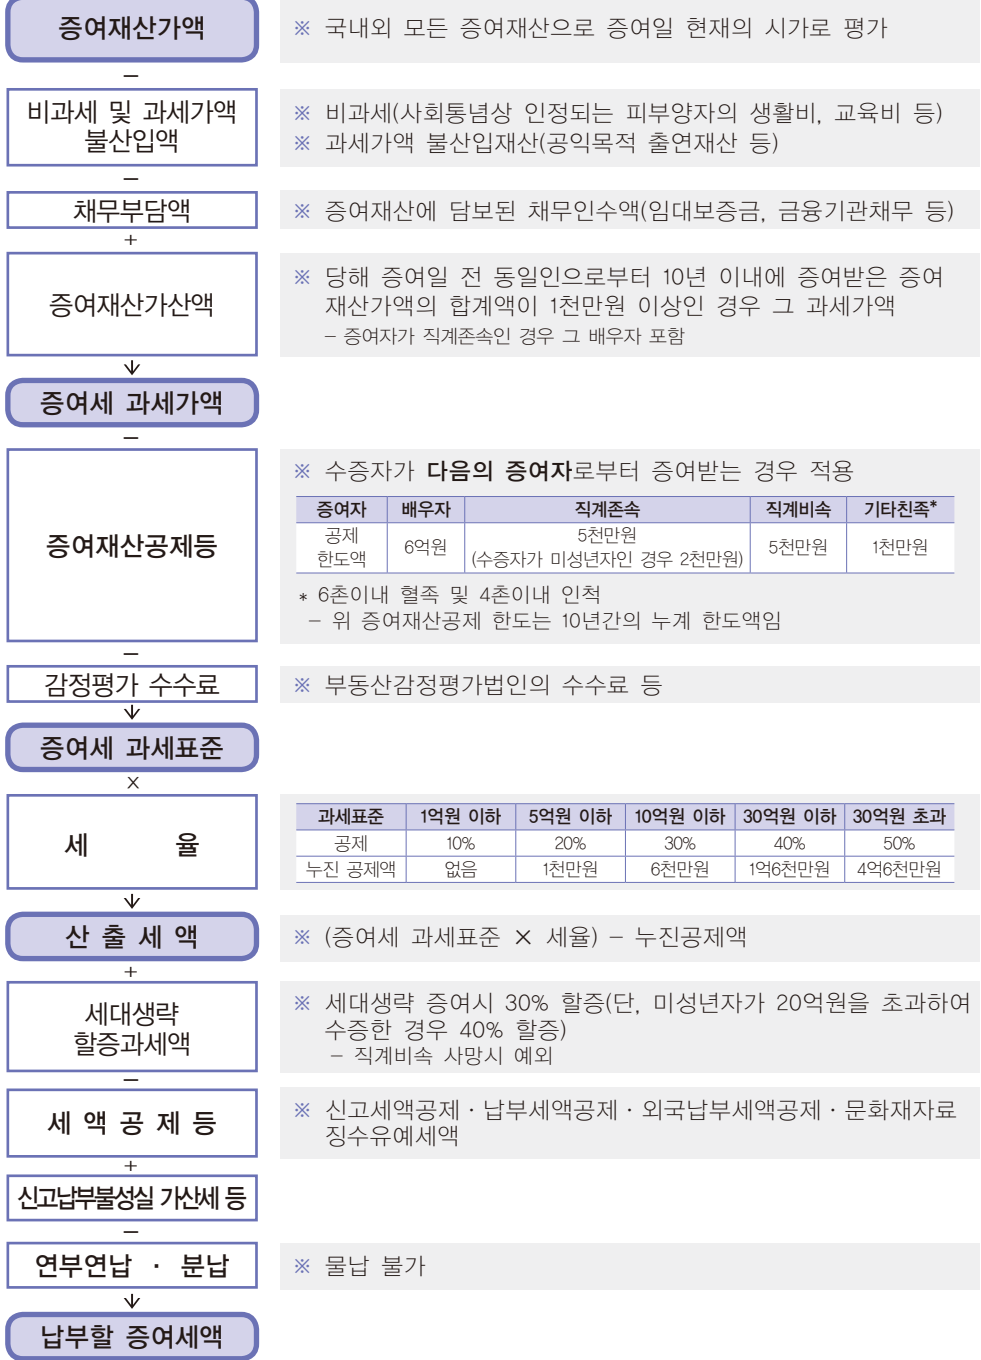 증여재산가액
※ 국내외 모든 증여재산으로 증여일 현재의 시가로 평가
−
비과세 및 과세가액
불산입액
※ 비과세(사회통념상 인정되는 피부양자의 생활비, 교육비 등)
※ 과세가액 불산입재산(공익목적 출연재산 등)
−
채무부담액
※ 증여재산에 담보된 채무인수액(임대보증금, 금융기관채무 등)
+
증여재산가산액
※ 당해 증여일 전 동일인으로부터 10년 이내에 증여받은 증여
재산가액의 합계액이 1천만원 이상인 경우 그 과세가액
− 증여자가 직계존속인 경우 그 배우자 포함
↓
증여세 과세가액
−
증여재산공제등
※ 수증자가 다음의 증여자로부터 증여받는 경우 적용
증여자 배우자 직계존속 직계비속 기타친족*
공제 한도액 6억원 5천만원 (수증자가 미성년자인 경우 2천만원) 5천만원 1천만원
* 6촌이내 혈족 및 4촌이내 인척
− 위 증여재산공제 한도는 10년간의 누계 한도액임
−
감정평가 수수료
※ 부동산감정평가법인의 수수료 등
↓
증여세 과세표준
×
세 율
과세표준 1억원 이하 5억원 이하 10억원 이하 30억원 이하 30억원 초과
공제 10% 20% 30% 40% 50%
누진 공제액 없음 1천만원 6천만원 1억6천만원 4억6천만원
↓
산 출 세 액
※ (증여세 과세표준 × 세율) − 누진공제액
+
세대생략
할증과세액
※ 세대생략 증여시 30% 할증(단, 미성년자가 20억원을 초과하여
수증한 경우 40% 할증)
− 직계비속 사망시 예외
−
세 액 공 제 등
※ 신고세액공제 · 납부세액공제 · 외국납부세액공제 · 문화재자료
징수유예세액
+
신고납부불성실 가산세 등
−
연부연납 · 분납
※ 물납 불가
↓
납부할 증여세액